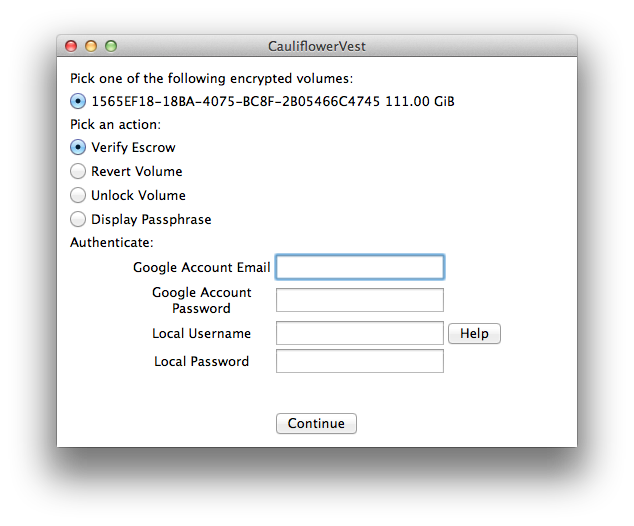 CauliflowerVest
Pick one of the following encrypted volumes:
1565EF18-18BA-4075-BC8F-2B05466C4745 111.00 GiB
Pick an action:
Verify Escrow
Revert Volume
Unlock Volume
Display Passphrase
Authenticate:
Google Account Email
Google Account
Password
Local Username
Help
Local Password
Continue